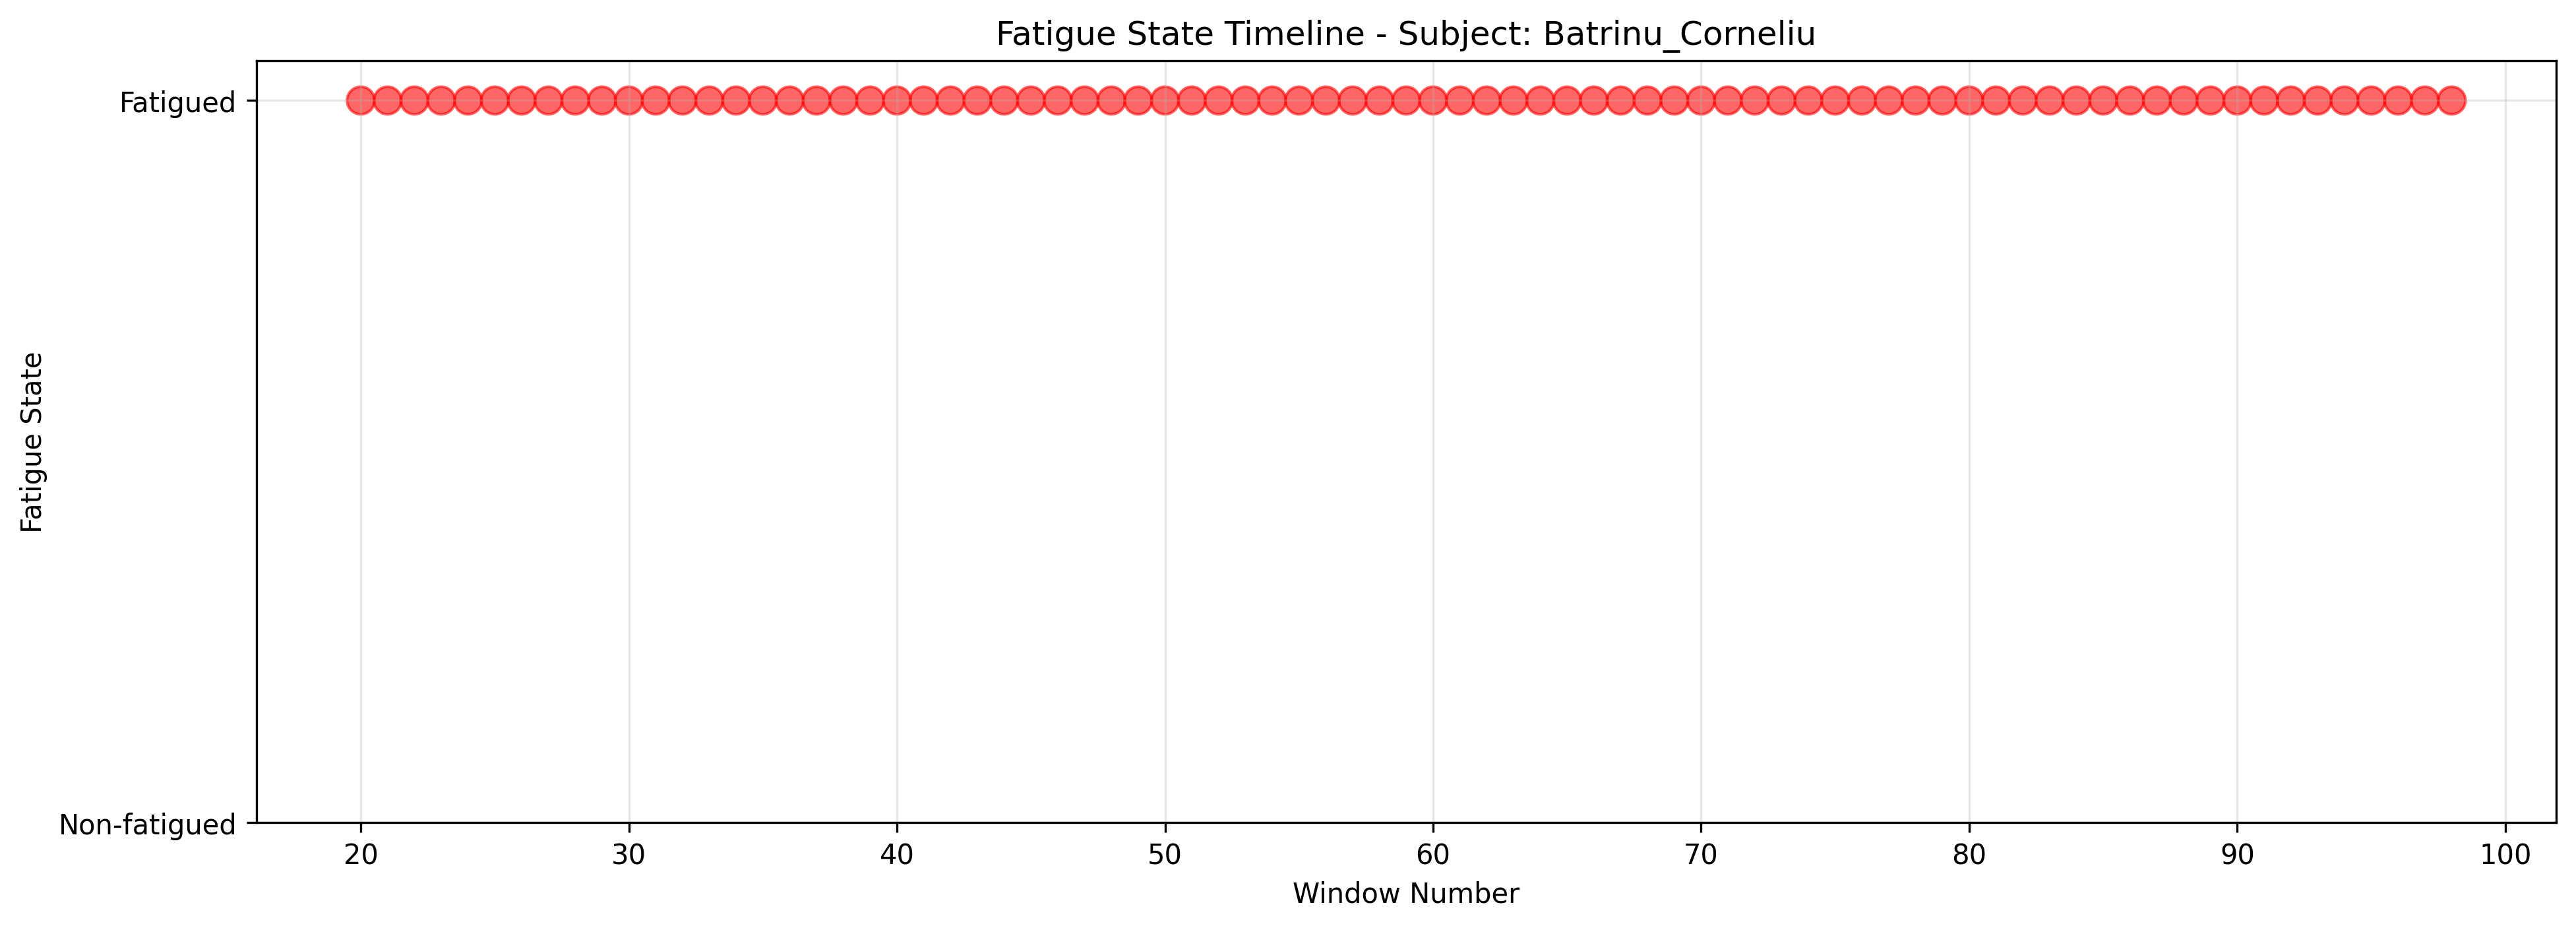 Fatigue State Timeline - Subject: Batrinu_Corneliu
Fatigued
Fatigue State
Non-fatigued
20 30 40 50 60 70 80 90 100
Window Number